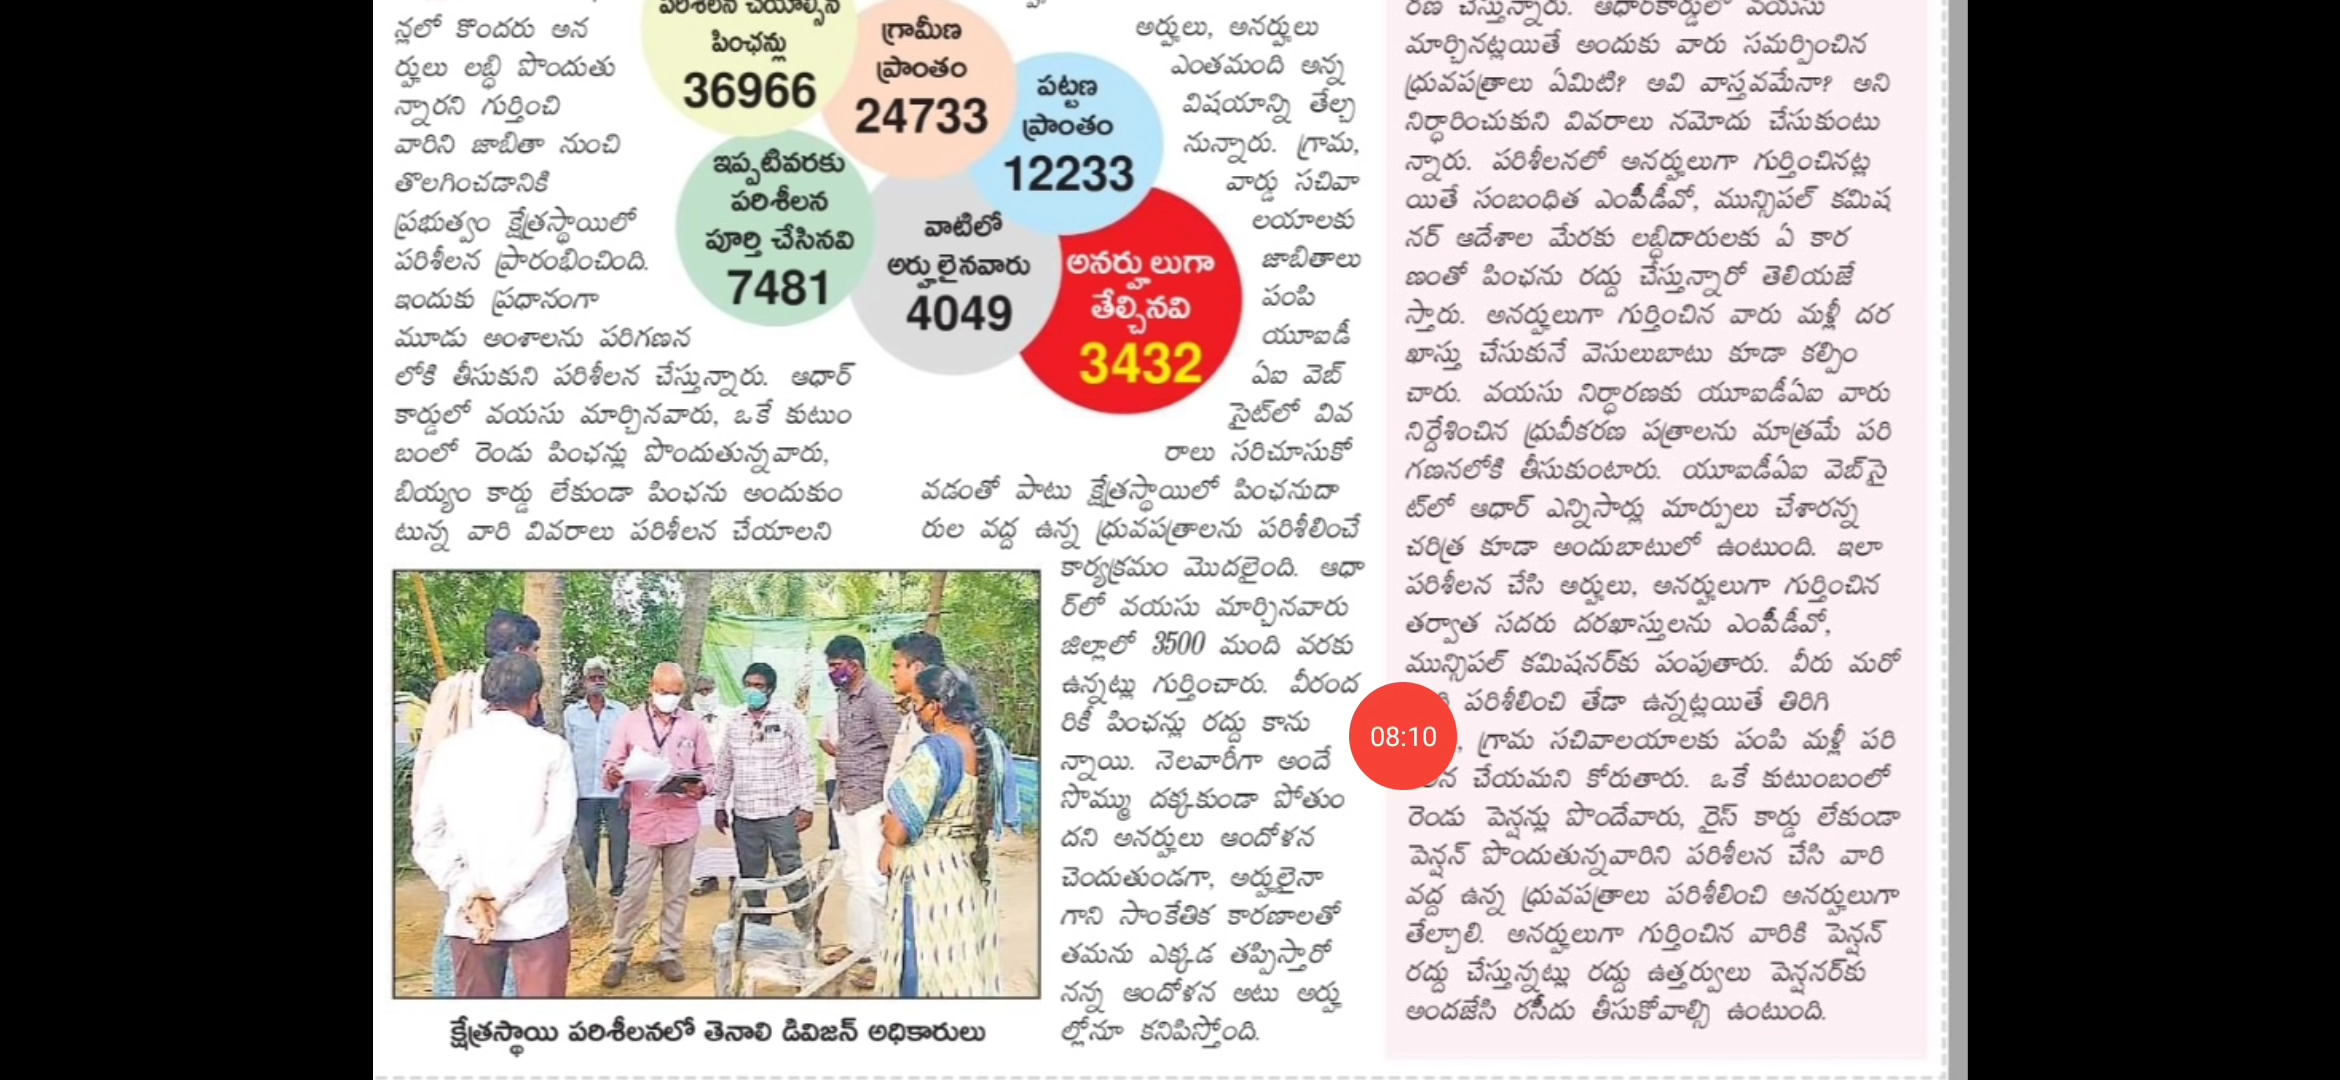 న్లలో కొందరు అన
ర్హులు లబ్ధి పొందుతు
న్నారని గుర్తించి
వారిని జాబితా నుంచి
తొలగించడానికి
ప్రభుత్వం క్షేత్రస్థాయిలో
పరిశీలన ప్రారంభించింది.
ఇందుకు ప్రధానంగా
మూడు అంశాలను పరిగణన
లోకి తీసుకుని పరిశీలన చేస్తున్నారు. ఆధార్
కార్డులో వయసు మార్చినవారు, ఒకే కుటుం
బంలో రెండు పింఛన్లు పొందుతున్నవారు,
బియ్యం కార్డు లేకుండా పింఛను అందుకుం
టున్న వారి వివరాలు పరిశీలన చేయాలని
పరిశీలన చేయాల్సిన
పింఛన్లు
36966
గ్రామీణ
ప్రాంతం
24733
పట్టణ
ప్రాంతం
12233
ఇప్పటివరకు
పరిశీలన
పూర్తి చేసినవి
7481
వాటిలో
అర్హులైనవారు
4049
అనర్హులుగా
తేల్చినవి
3432
అర్హులు, అనర్హులు
ఎంతమంది అన్న
విషయాన్ని తేల్చ
నున్నారు. గ్రామ,
వార్డు సచివా
లయాలకు
జాబితాలు
పంపి
యూఐడీ
ఏఐ వెబ్
సైట్‌లో వివ
రాలు సరిచూసుకో
వడంతో పాటు క్షేత్రస్థాయిలో పింఛనుదా
రుల వద్ద ఉన్న ధ్రువపత్రాలను పరిశీలించే
కార్యక్రమం మొదలైంది. ఆధా
ర్‌లో వయసు మార్చినవారు
జిల్లాలో 3500 మంది వరకు
ఉన్నట్లు గుర్తించారు. వీరంద
రికీ పింఛన్లు రద్దు కాను
న్నాయి. నెలవారీగా అందే
సొమ్ము దక్కకుండా పోతుం
దని అనర్హులు ఆందోళన
చెందుతుండగా, అర్హులైనా
గాని సాంకేతిక కారణాలతో
తమను ఎక్కడ తప్పిస్తారో
నన్న ఆందోళన అటు అర్హు
ల్లోనూ కనిపిస్తోంది.
క్షేత్రస్థాయి పరిశీలనలో తెనాలి డివిజన్ అధికారులు
రణ చేస్తున్నారు. ఆధార్‌కార్డులో వయసు
మార్చినట్లయితే అందుకు వారు సమర్పించిన
ధ్రువపత్రాలు ఏమిటి? అవి వాస్తవమేనా? అని
నిర్ధారించుకుని వివరాలు నమోదు చేసుకుంటు
న్నారు. పరిశీలనలో అనర్హులుగా గుర్తించినట్ల
యితే సంబంధిత ఎంపీడీవో, మున్సిపల్ కమిష
నర్ ఆదేశాల మేరకు లబ్ధిదారులకు ఏ కార
ణంతో పింఛను రద్దు చేస్తున్నారో తెలియజే
స్తారు. అనర్హులుగా గుర్తించిన వారు మళ్లీ దర
ఖాస్తు చేసుకునే వెసులుబాటు కూడా కల్పిం
చారు. వయసు నిర్ధారణకు యూఐడీఏఐ వారు
నిర్దేశించిన ధ్రువీకరణ పత్రాలను మాత్రమే పరి
గణనలోకి తీసుకుంటారు. యూఐడీఏఐ వెబ్‌సై
ట్‌లో ఆధార్ ఎన్నిసార్లు మార్పులు చేశారన్న
చరిత్ర కూడా అందుబాటులో ఉంటుంది. ఇలా
పరిశీలన చేసి అర్హులు, అనర్హులుగా గుర్తించిన
తర్వాత సదరు దరఖాస్తులను ఎంపీడీవో,
మున్సిపల్ కమిషనర్‌కు పంపుతారు. వీరు మరో
పరిశీలించి తేడా ఉన్నట్లయితే తిరిగి
, గ్రామ సచివాలయాలకు పంపి మళ్లీ పరి
న చేయమని కోరుతారు. ఒకే కుటుంబంలో
రెండు పెన్షన్లు పొందేవారు, రైస్ కార్డు లేకుండా
పెన్షన్ పొందుతున్నవారిని పరిశీలన చేసి వారి
వద్ద ఉన్న ధ్రువపత్రాలు పరిశీలించి అనర్హులుగా
తేల్చాలి. అనర్హులుగా గుర్తించిన వారికి పెన్షన్
రద్దు చేస్తున్నట్లు రద్దు ఉత్తర్వులు పెన్షనర్‌కు
అందజేసి రసీదు తీసుకోవాల్సి ఉంటుంది.
08:10